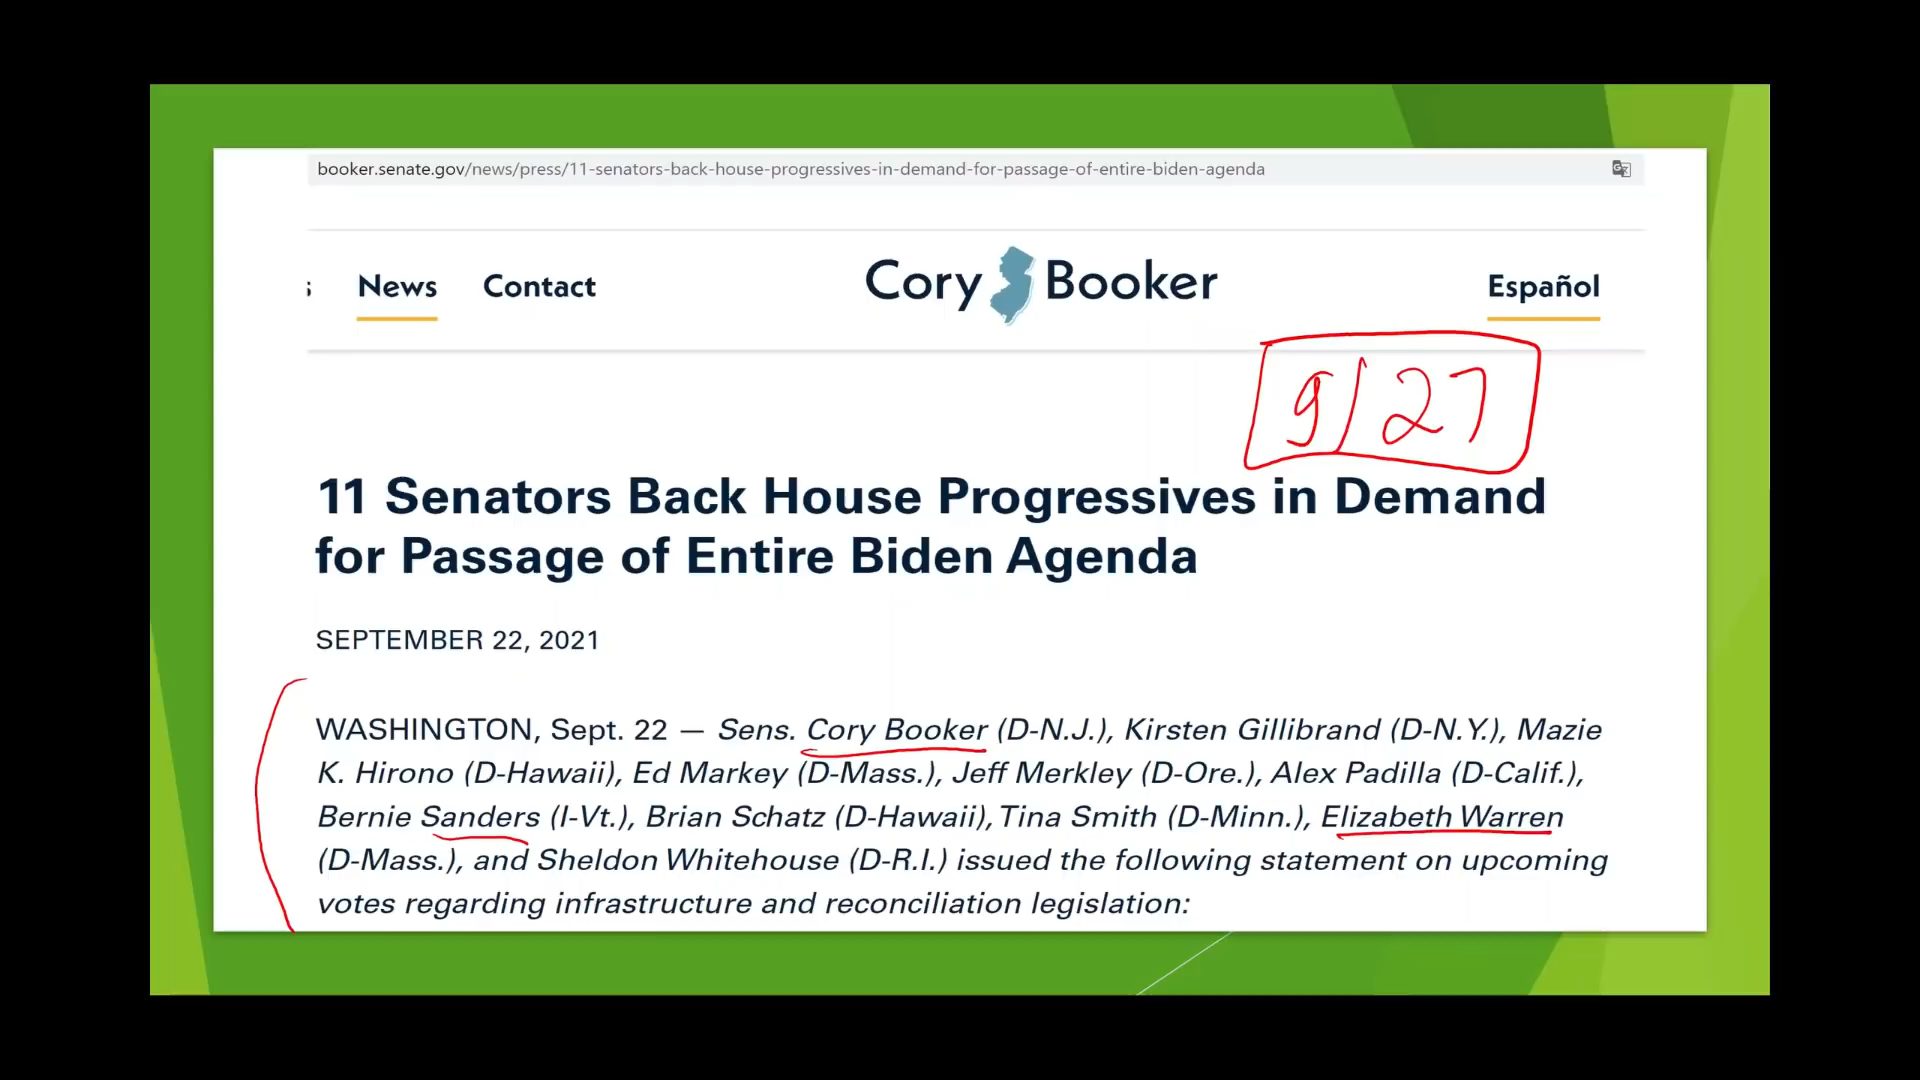 booker.senate.gov/news/press/11-senators-back-house-progressives-in-demand-for-passage-of-entire-biden-agenda
s News Contact Cory Booker Español
9/27
11 Senators Back House Progressives in Demand
for Passage of Entire Biden Agenda
SEPTEMBER 22, 2021
WASHINGTON, Sept. 22 — Sens. Cory Booker (D-N.J.), Kirsten Gillibrand (D-N.Y.), Mazie
K. Hirono (D-Hawaii), Ed Markey (D-Mass.), Jeff Merkley (D-Ore.), Alex Padilla (D-Calif.),
Bernie Sanders (I-Vt.), Brian Schatz (D-Hawaii), Tina Smith (D-Minn.), Elizabeth Warren
(D-Mass.), and Sheldon Whitehouse (D-R.I.) issued the following statement on upcoming
votes regarding infrastructure and reconciliation legislation: